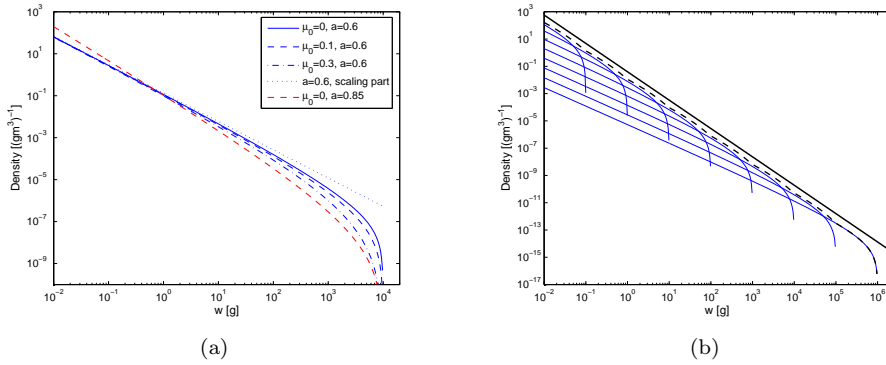 10^3
10^1
10^−1
10^−3
10^−5
10^−7
10^−9
Density [(gm^3)^−1]
10^−2 10^−1 10^0 10^1 10^2 10^3 10^4
w [g]
μ_0=0, a=0.6
μ_0=0.1, a=0.6
μ_0=0.3, a=0.6
a=0.6, scaling part
μ_0=0, a=0.85
(a)
10^3
10^1
10^−1
10^−3
10^−5
10^−7
10^−9
10^−11
10^−13
10^−15
10^−17
Density [(gm^3)^−1]
10^−2 10^−1 10^0 10^1 10^2 10^3 10^4 10^5 10^6
w [g]
(b)